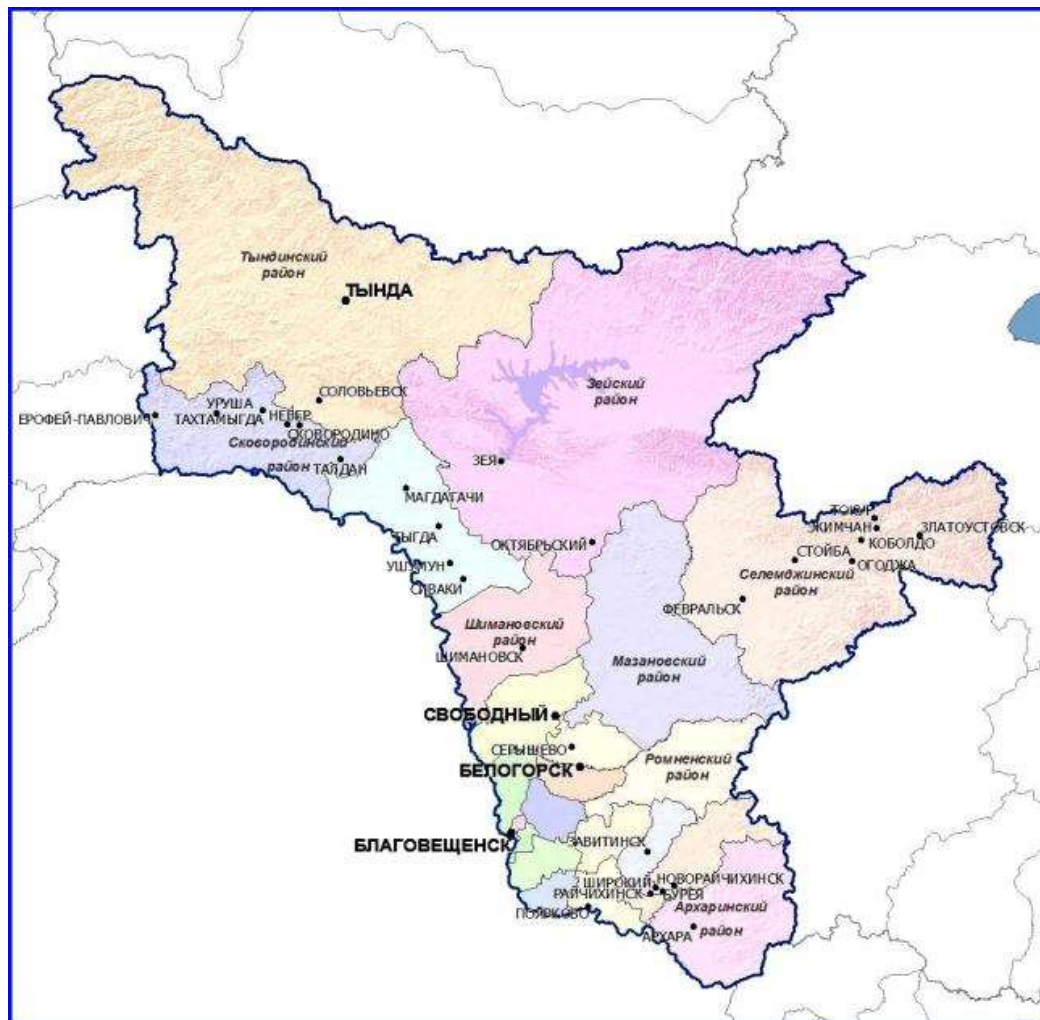 Тындинский
район
ТЫНДА
Зейский
район
СОЛОВЬЕВСК
УРУША
ЕРОФЕЙ-ПАВЛОВИЧ
ТАХТАМЫГДА
НЕВЕР
СКОВОРОДИНО
Сковородинский
район
ТАЛДАН
ЗЕЯ
МАГДАГАЧИ
ТЫГДА
ОКТЯБРЬСКИЙ
УШУМУН
СИВАКИ
ТОКУР
ЭКИМЧАН
ЗЛАТОУСТОВСК
КОБОЛДО
СТОЙБА
ОГОДЖА
Селемджинский
район
ФЕВРАЛЬСК
Шимановский
район
ШИМАНОВСК
Мазановский
район
СВОБОДНЫЙ
СЕРЫШЕВО
БЕЛОГОРСК
Ромненский
район
БЛАГОВЕЩЕНСК
ЗАВИТИНСК
ШИРОКИЙ
НОВОРАЙЧИХИНСК
РАЙЧИХИНСК
БУРЕЯ
ПОЯРКОВО
Архаринский
район
АРХАРА